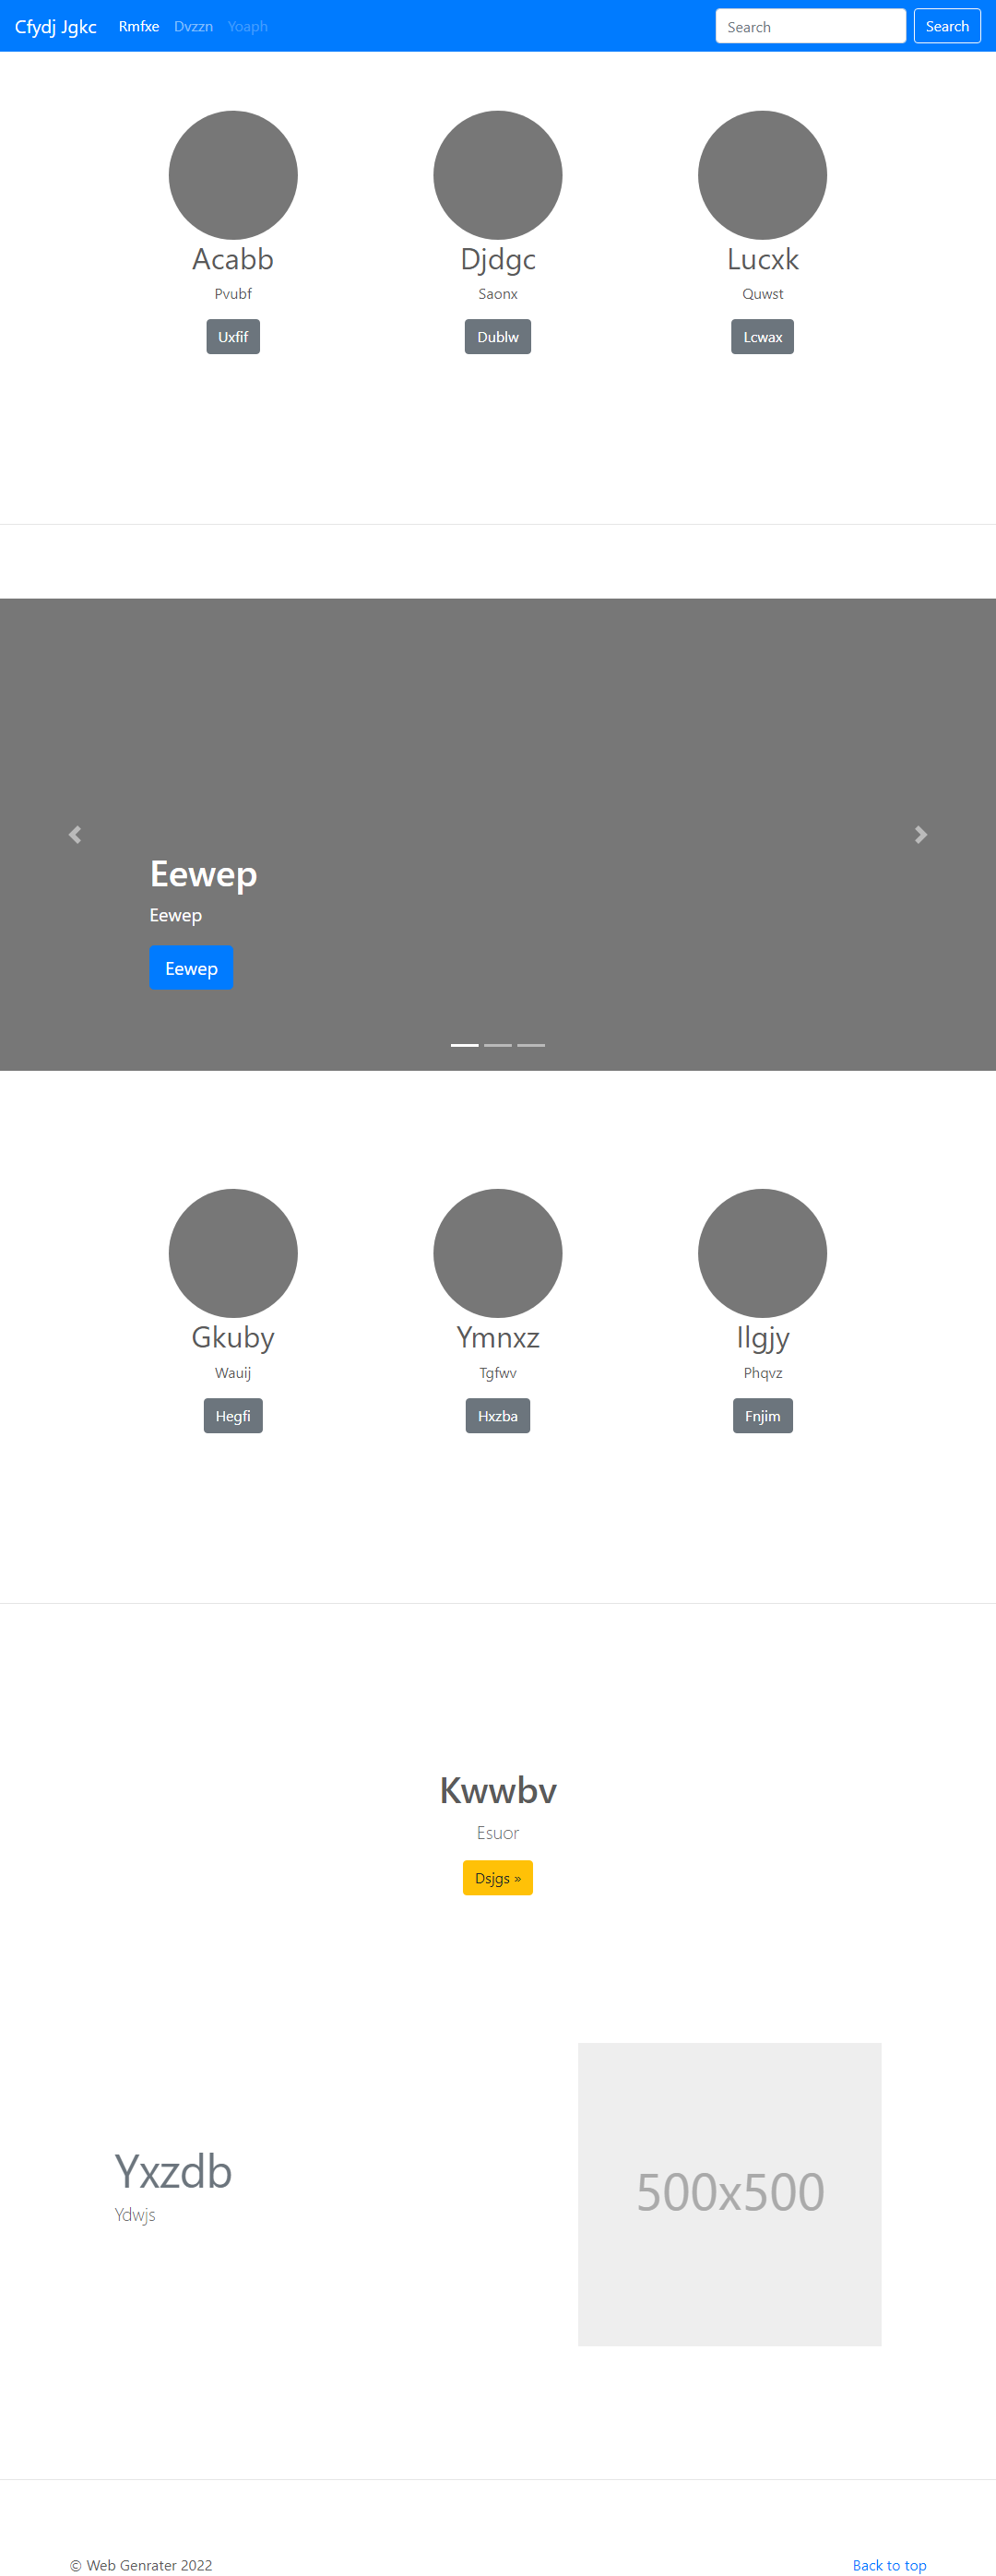 Cfydj Jgkc Rmfxe Dvzzn Yoaph Search Search
Acabb Djdgc Lucxk
Pvubf Saonx Quwst
Uxfif Dublw Lcwax
Eewep
Eewep
Eewep
Gkuby Ymnxz Ilgjy
Wauij Tgfwv Phqvz
Hegfi Hxzba Fnjim
Kwwbv
Esuor
Dsjgs »
Yxzdb
Ydwjs
500x500
© Web Genrater 2022 Back to top